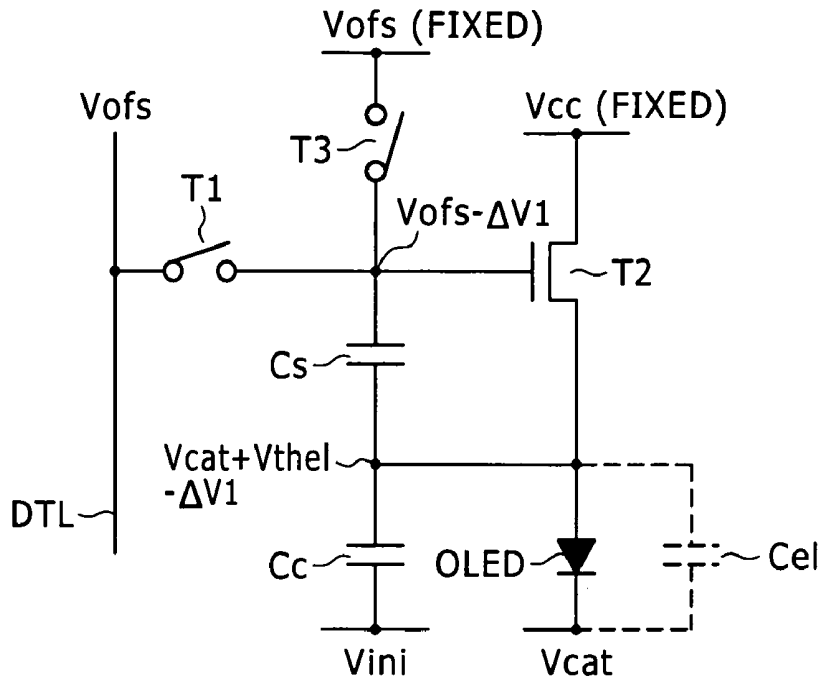 Vofs (FIXED)
Vofs
Vcc (FIXED)
T3
T1
Vofs-ΔV1
T2
Cs
Vcat+Vthel
-ΔV1
DTL
Cc
OLED
Cel
Vini
Vcat